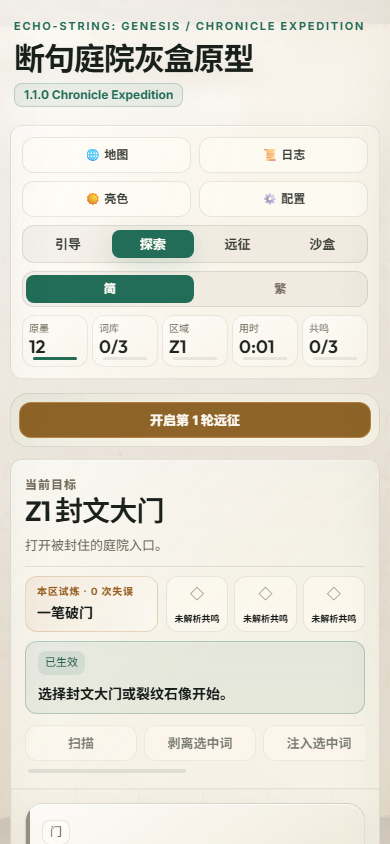 ECHO-STRING: GENESIS / CHRONICLE EXPEDITION
断句庭院灰盒原型
1.1.0 Chronicle Expedition
地图
日志
亮色
配置
引导 探索 远征 沙盒
简 繁
原墨 词库 区域 用时 共鸣
12 0/3 Z1 0:01 0/3
开启第 1 轮远征
当前目标
Z1 封文大门
打开被封住的庭院入口。
本区试炼 · 0 次失误
一笔破门
未解析共鸣 未解析共鸣 未解析共鸣
已生效
选择封文大门或裂纹石像开始。
扫描 剥离选中词 注入选中词
门